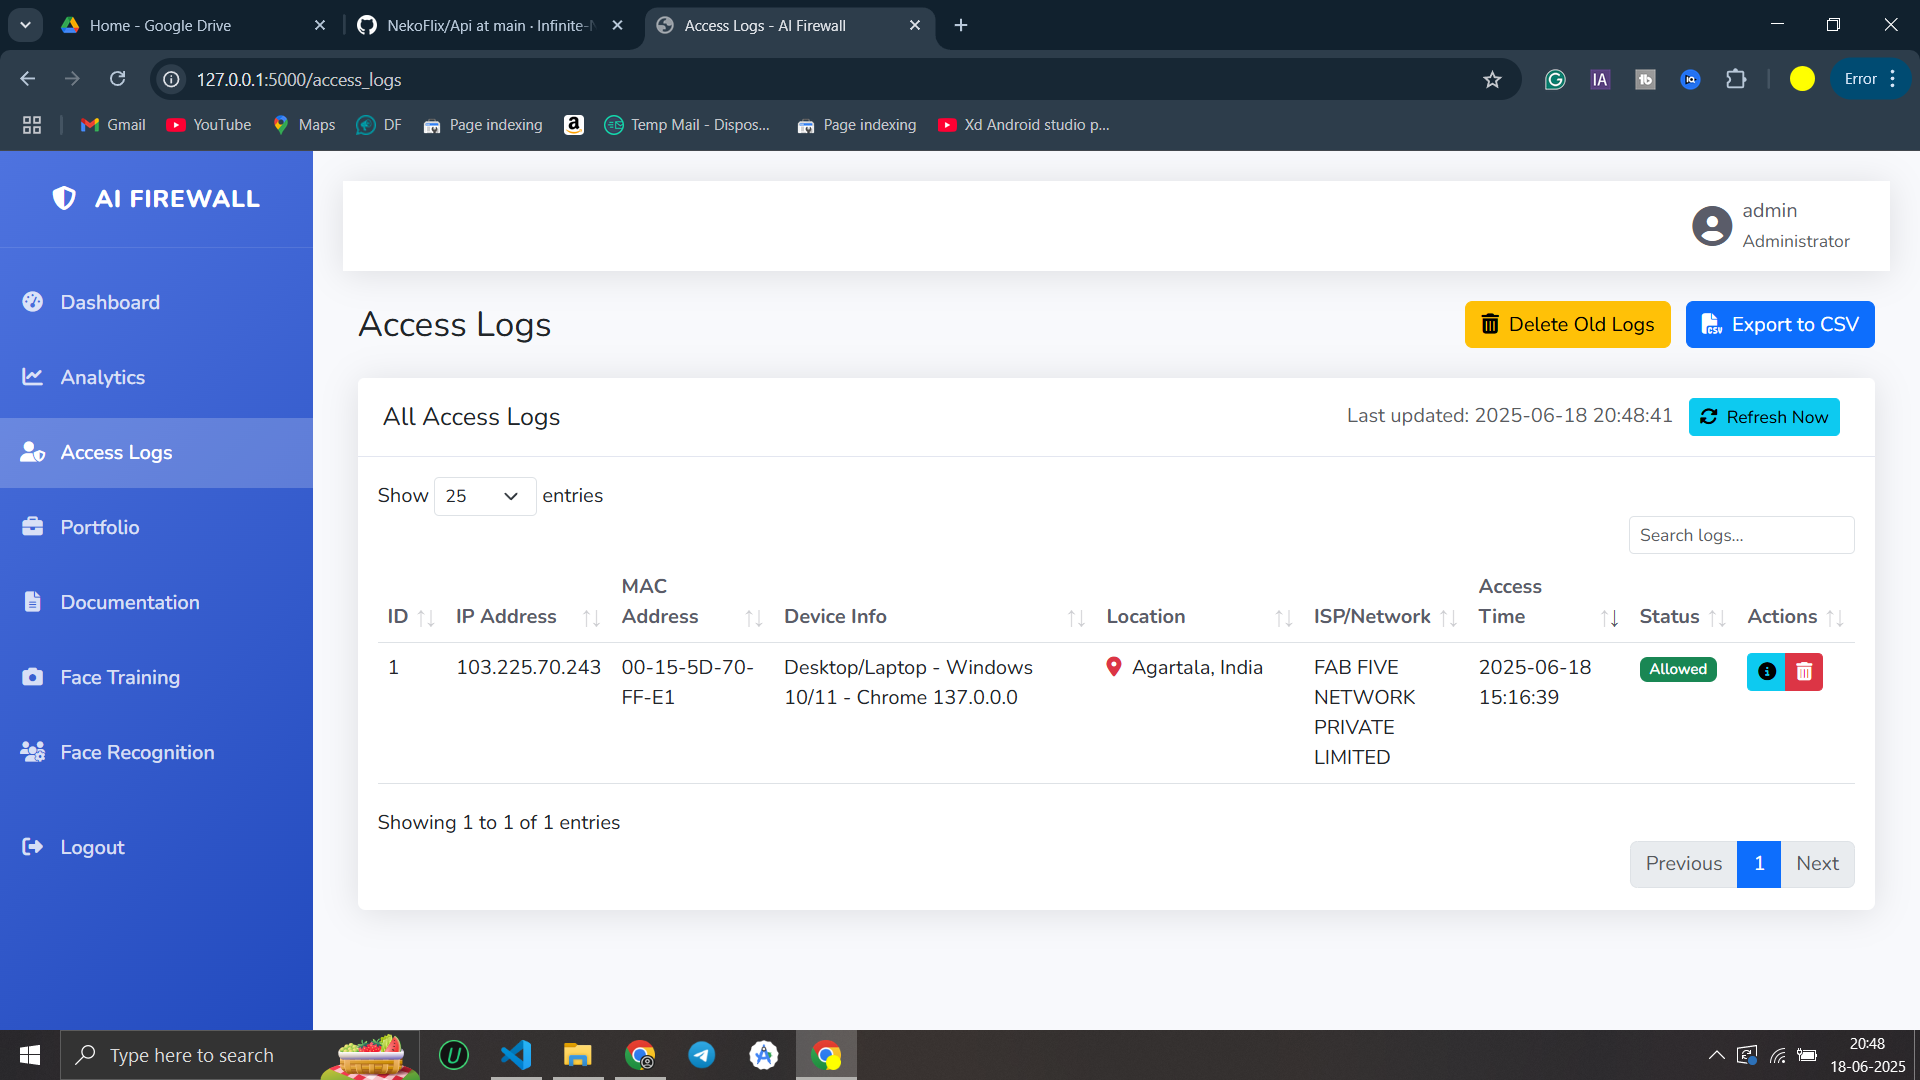 Home - Google Drive
NekoFlix/Api at main · Infinite-N
Access Logs - AI Firewall
127.0.0.1:5000/access_logs
Error
Gmail
YouTube
Maps
DF
Page indexing
Temp Mail - Dispos...
Page indexing
Xd Android studio p...
AI FIREWALL
Dashboard
Analytics
Access Logs
Portfolio
Documentation
Face Training
Face Recognition
Logout
admin
Administrator
Access Logs
Delete Old Logs
Export to CSV
All Access Logs
Last updated: 2025-06-18 20:48:41
Refresh Now
Show 25 entries
Search logs...
ID
IP Address
MAC
Address
Device Info
Location
ISP/Network
Access
Time
Status
Actions
1
103.225.70.243
00-15-5D-70-
FF-E1
Desktop/Laptop - Windows
10/11 - Chrome 137.0.0.0
Agartala, India
FAB FIVE
NETWORK
PRIVATE
LIMITED
2025-06-18
15:16:39
Allowed
Showing 1 to 1 of 1 entries
Previous
1
Next
Type here to search
20:48
18-06-2025